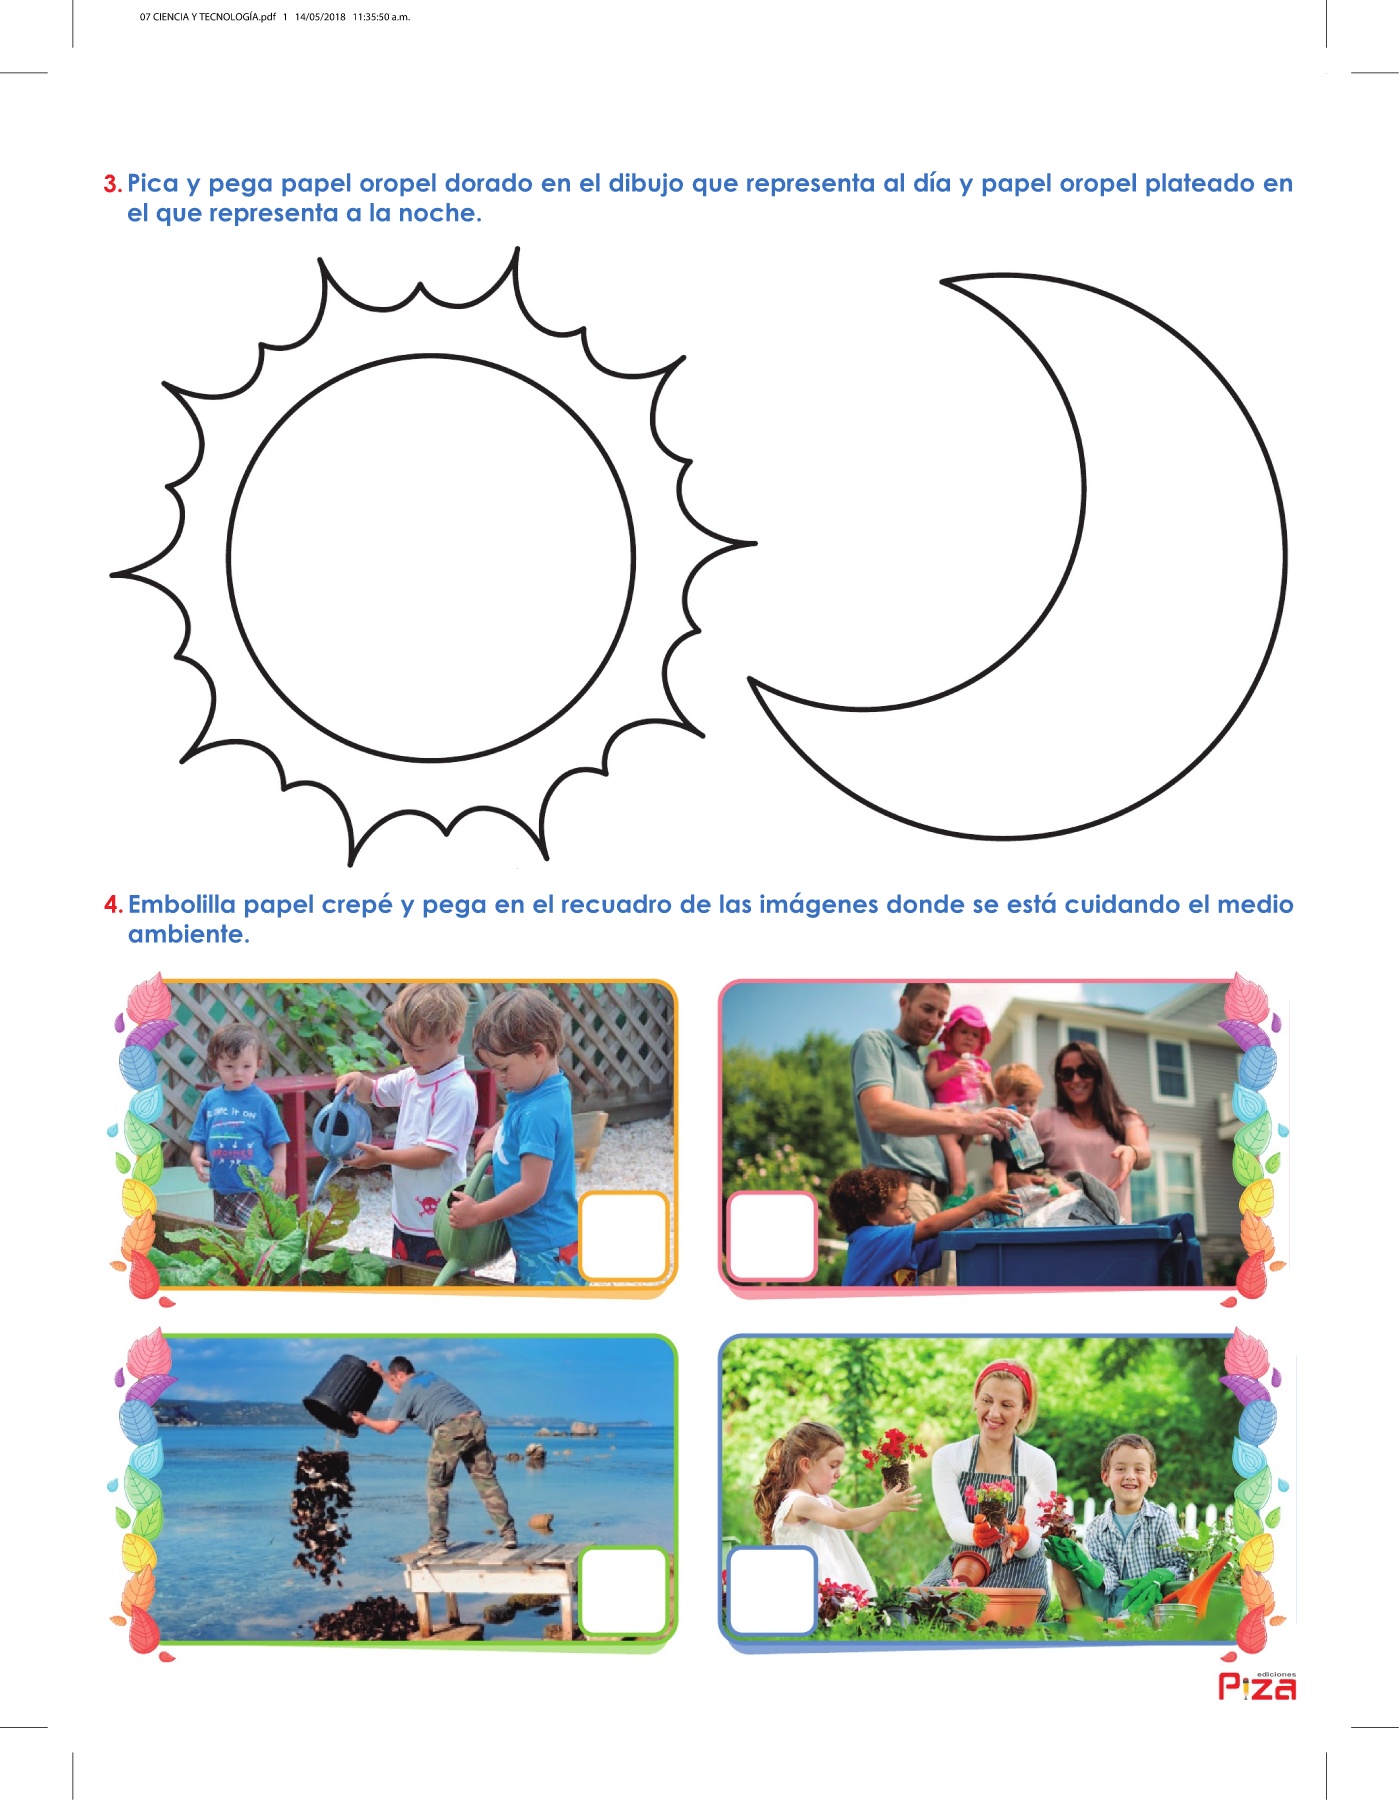 07 CIENCIA Y TECNOLOGÍA.pdf 1 14/05/2018 11:35:50 a.m.
3. Pica y pega papel oropel dorado en el dibujo que representa al día y papel oropel plateado en
el que representa a la noche.
4. Embolilla papel crepé y pega en el recuadro de las imágenes donde se está cuidando el medio
ambiente.
ediciones
Piza